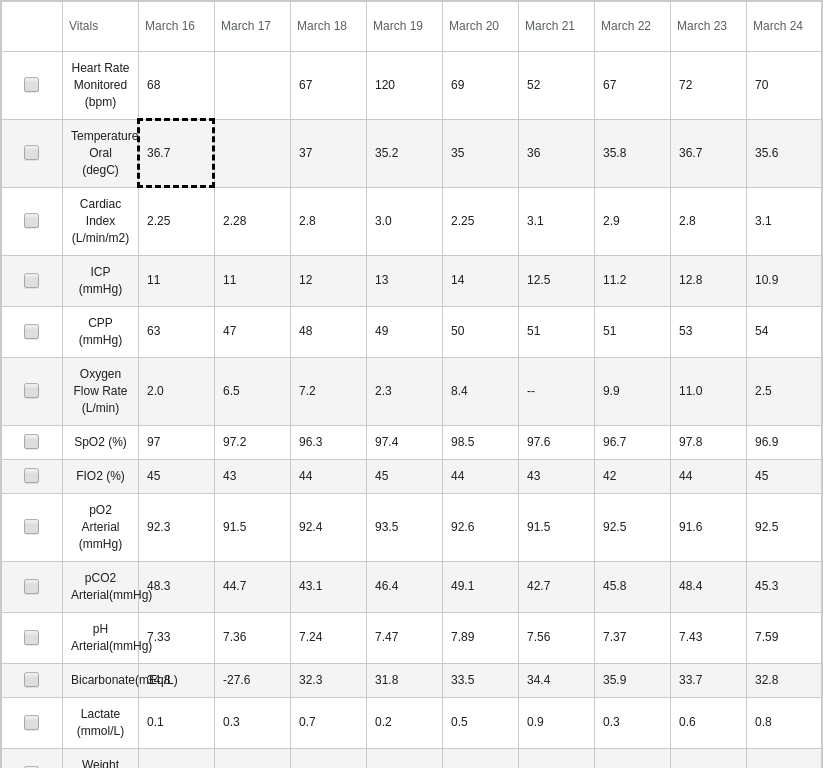 Vitals March 16 March 17 March 18 March 19 March 20 March 21 March 22 March 23 March 24
Heart Rate
Monitored
(bpm)
68 67 120 69 52 67 72 70
Temperature
Oral
(degC)
36.7 37 35.2 35 36 35.8 36.7 35.6
Cardiac
Index
(L/min/m2)
2.25 2.28 2.8 3.0 2.25 3.1 2.9 2.8 3.1
ICP
(mmHg)
11 11 12 13 14 12.5 11.2 12.8 10.9
CPP
(mmHg)
63 47 48 49 50 51 51 53 54
Oxygen
Flow Rate
(L/min)
2.0 6.5 7.2 2.3 8.4 -- 9.9 11.0 2.5
SpO2 (%) 97 97.2 96.3 97.4 98.5 97.6 96.7 97.8 96.9
FIO2 (%) 45 43 44 45 44 43 42 44 45
pO2
Arterial
(mmHg)
92.3 91.5 92.4 93.5 92.6 91.5 92.5 91.6 92.5
pCO2
Arterial(mmHg)
48.3 44.7 43.1 46.4 49.1 42.7 45.8 48.4 45.3
pH
Arterial(mmHg)
7.33 7.36 7.24 7.47 7.89 7.56 7.37 7.43 7.59
Bicarbonate(mEq/L) 34.8 -27.6 32.3 31.8 33.5 34.4 35.9 33.7 32.8
Lactate
(mmol/L)
0.1 0.3 0.7 0.2 0.5 0.9 0.3 0.6 0.8
Weight